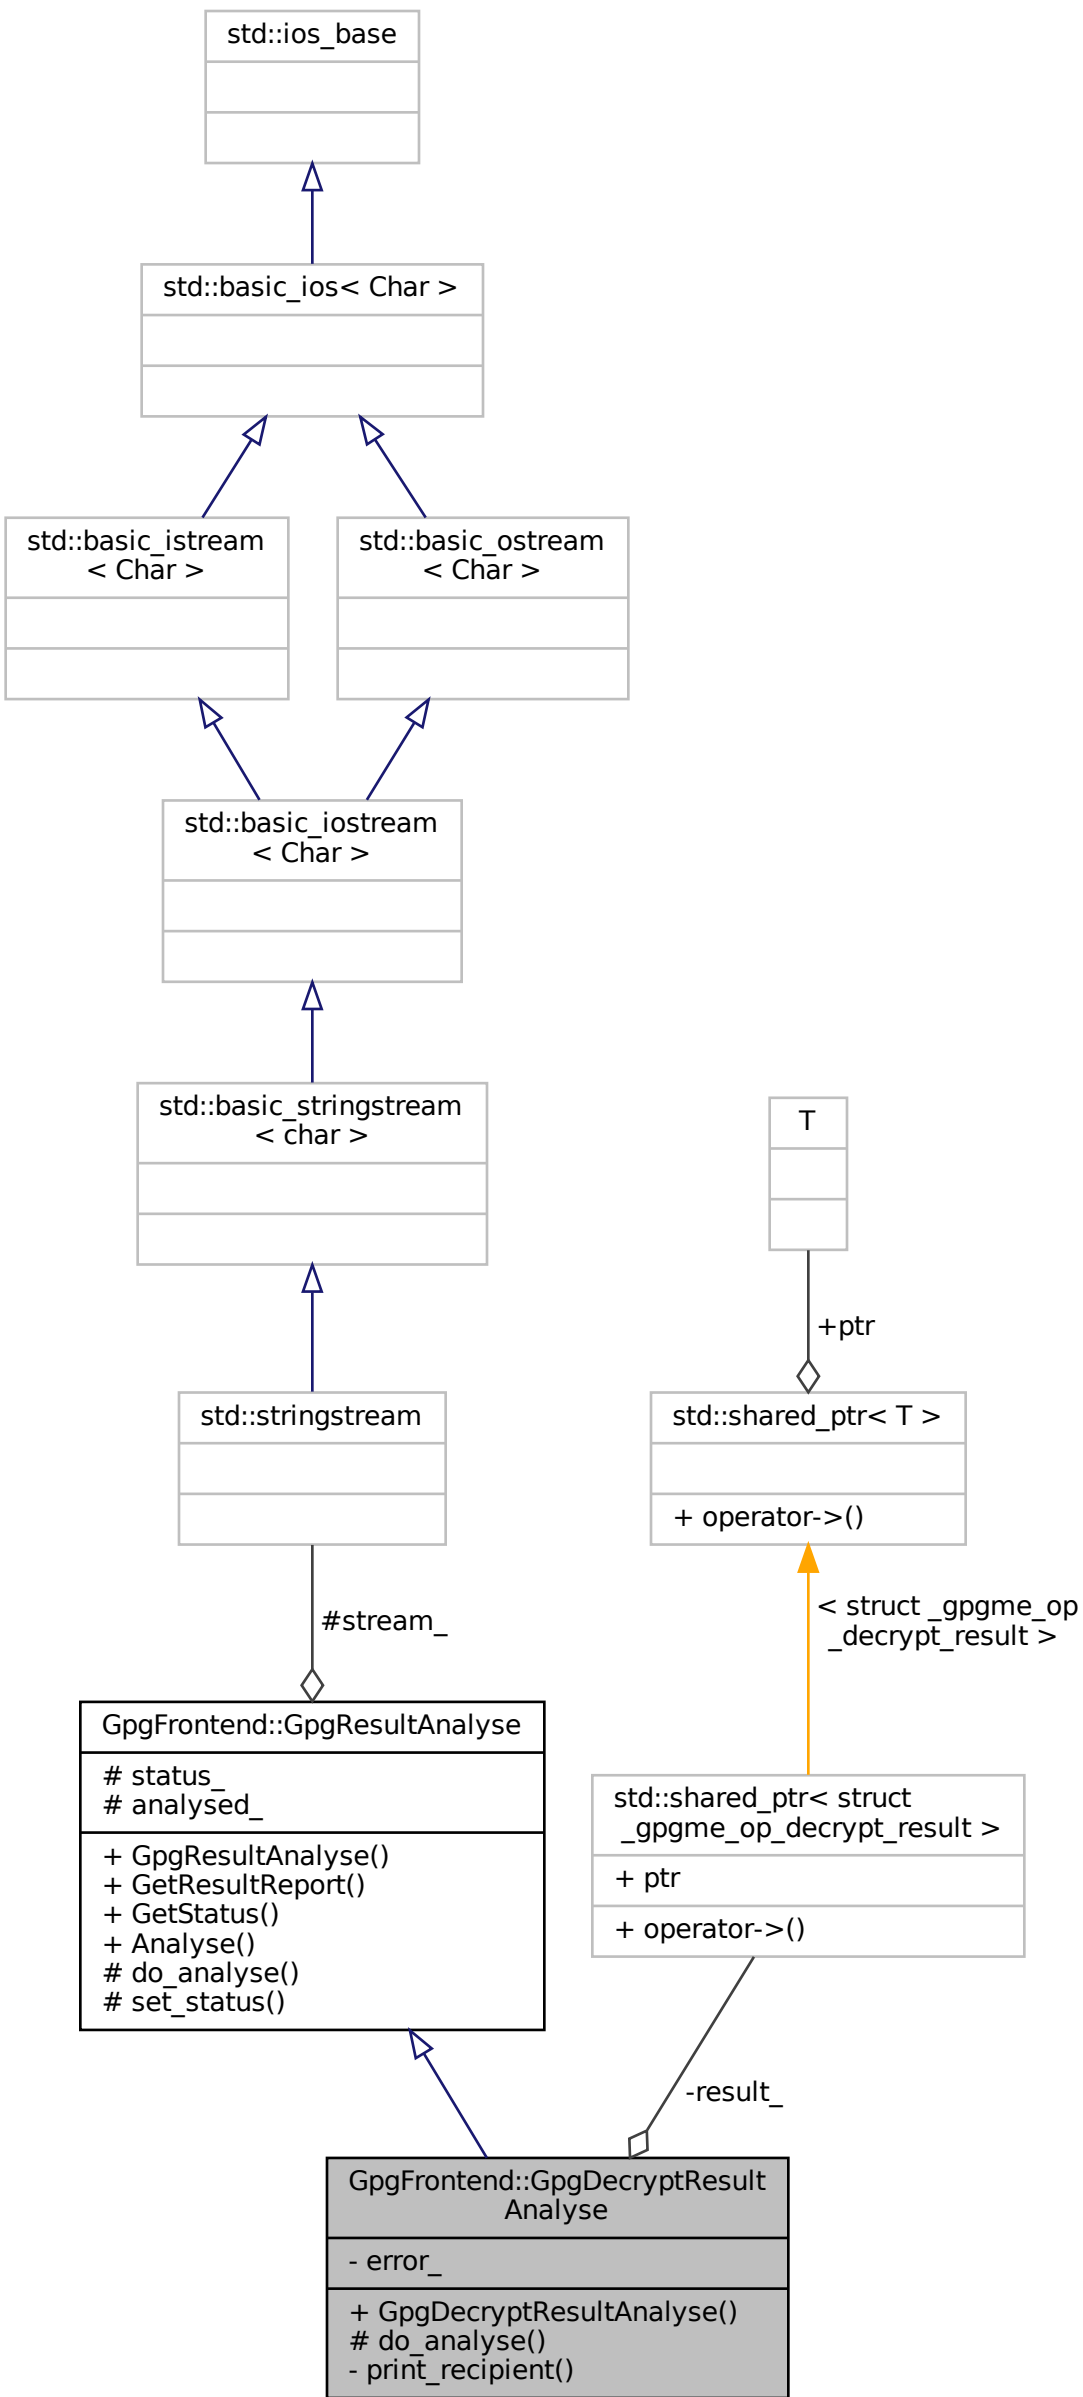 std::ios_base
std::basic_ios< Char >
std::basic_istream
< Char >
std::basic_ostream
< Char >
std::basic_iostream
< Char >
std::basic_stringstream
< char >
T
+ptr
std::stringstream
std::shared_ptr< T >
+ operator->()
#stream_
< struct _gpgme_op
_decrypt_result >
GpgFrontend::GpgResultAnalyse
# status_
# analysed_
+ GpgResultAnalyse()
+ GetResultReport()
+ GetStatus()
+ Analyse()
# do_analyse()
# set_status()
std::shared_ptr< struct
_gpgme_op_decrypt_result >
+ ptr
+ operator->()
-result_
GpgFrontend::GpgDecryptResult
Analyse
- error_
+ GpgDecryptResultAnalyse()
# do_analyse()
- print_recipient()